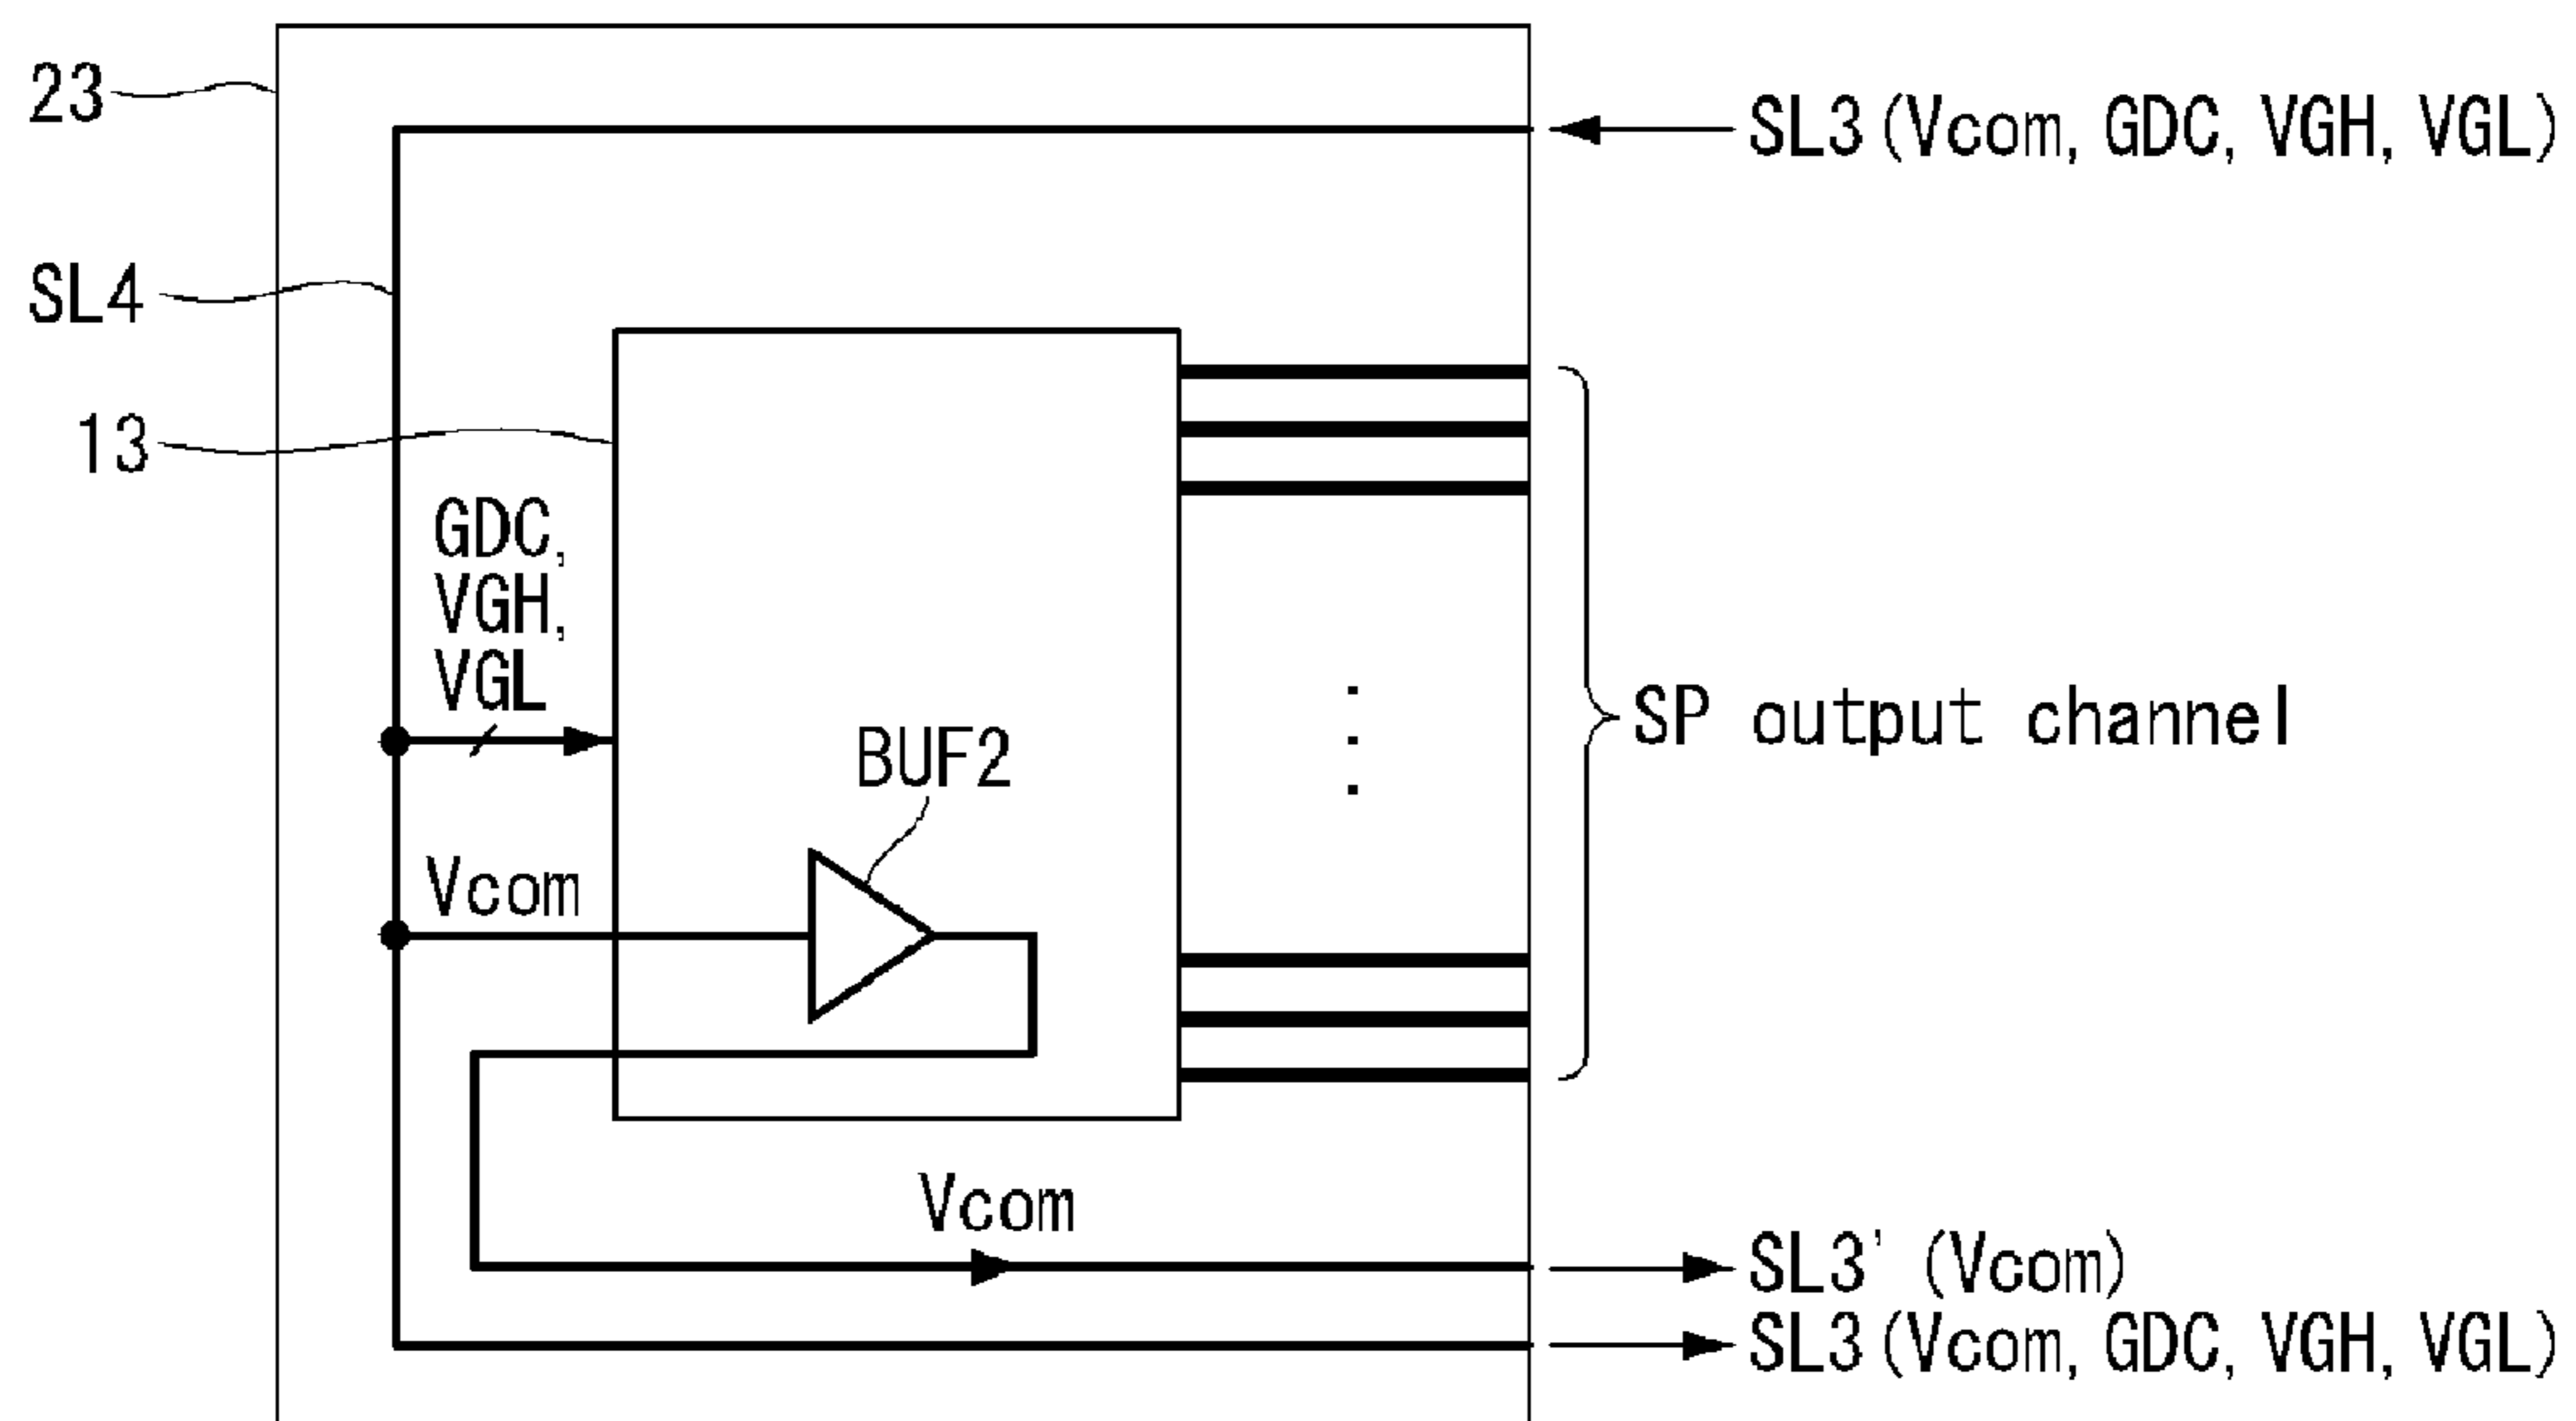 23
SL3 (Vcom, GDC, VGH, VGL)
SL4
13
GDC,
VGH,
VGL
BUF2
SP output channel
Vcom
Vcom
SL3' (Vcom)
SL3 (Vcom, GDC, VGH, VGL)